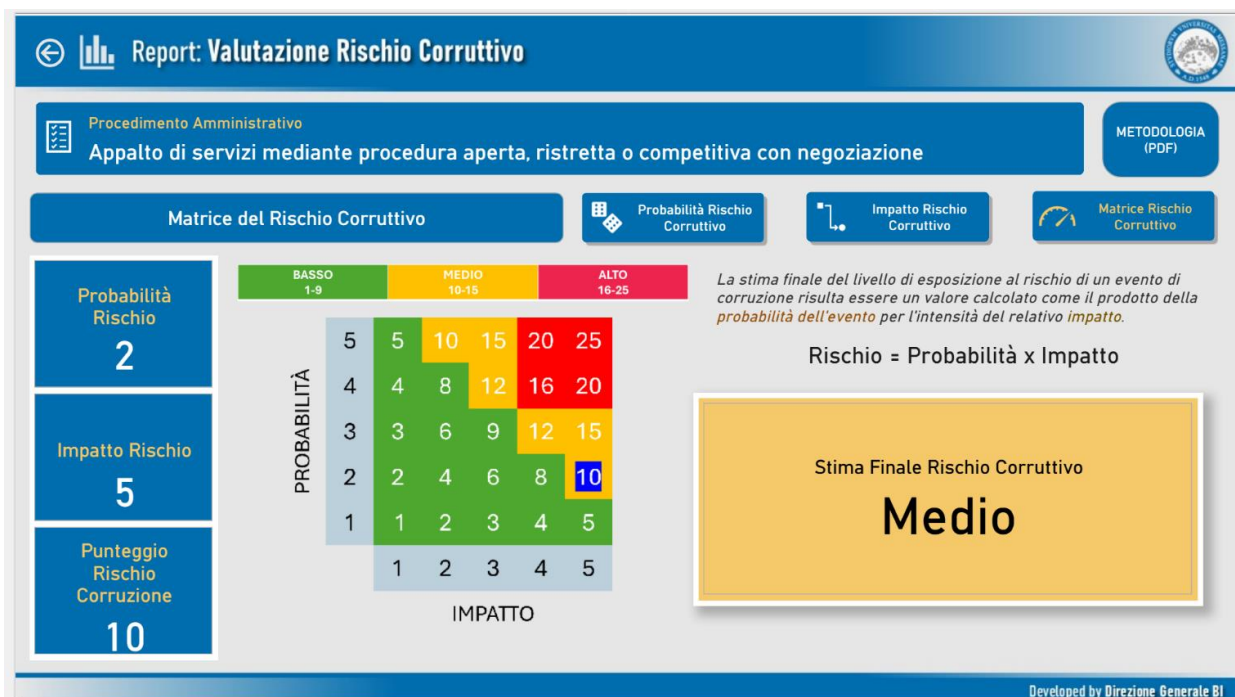 Report: Valutazione Rischio Corruttivo
Procedimento Amministrativo
Appalto di servizi mediante procedura aperta, ristretta o competitiva con negoziazione
METODOLOGIA
(PDF)
Matrice del Rischio Corruttivo
Probabilità Rischio
Corruttivo
Impatto Rischio
Corruttivo
Matrice Rischio
Corruttivo
Probabilità
Rischio
2
Impatto Rischio
5
Punteggio
Rischio
Corruzione
10
BASSO
1-9
MEDIO
10-15
ALTO
16-25
PROBABILITÀ
5 5 10 15 20 25
4 4 8 12 16 20
3 3 6 9 12 15
2 2 4 6 8 10
1 1 2 3 4 5
1 2 3 4 5
IMPATTO
La stima finale del livello di esposizione al rischio di un evento di
corruzione risulta essere un valore calcolato come il prodotto della
probabilità dell'evento per l'intensità del relativo impatto.
Rischio = Probabilità x Impatto
Stima Finale Rischio Corruttivo
Medio
Developed by Direzione Generale BI